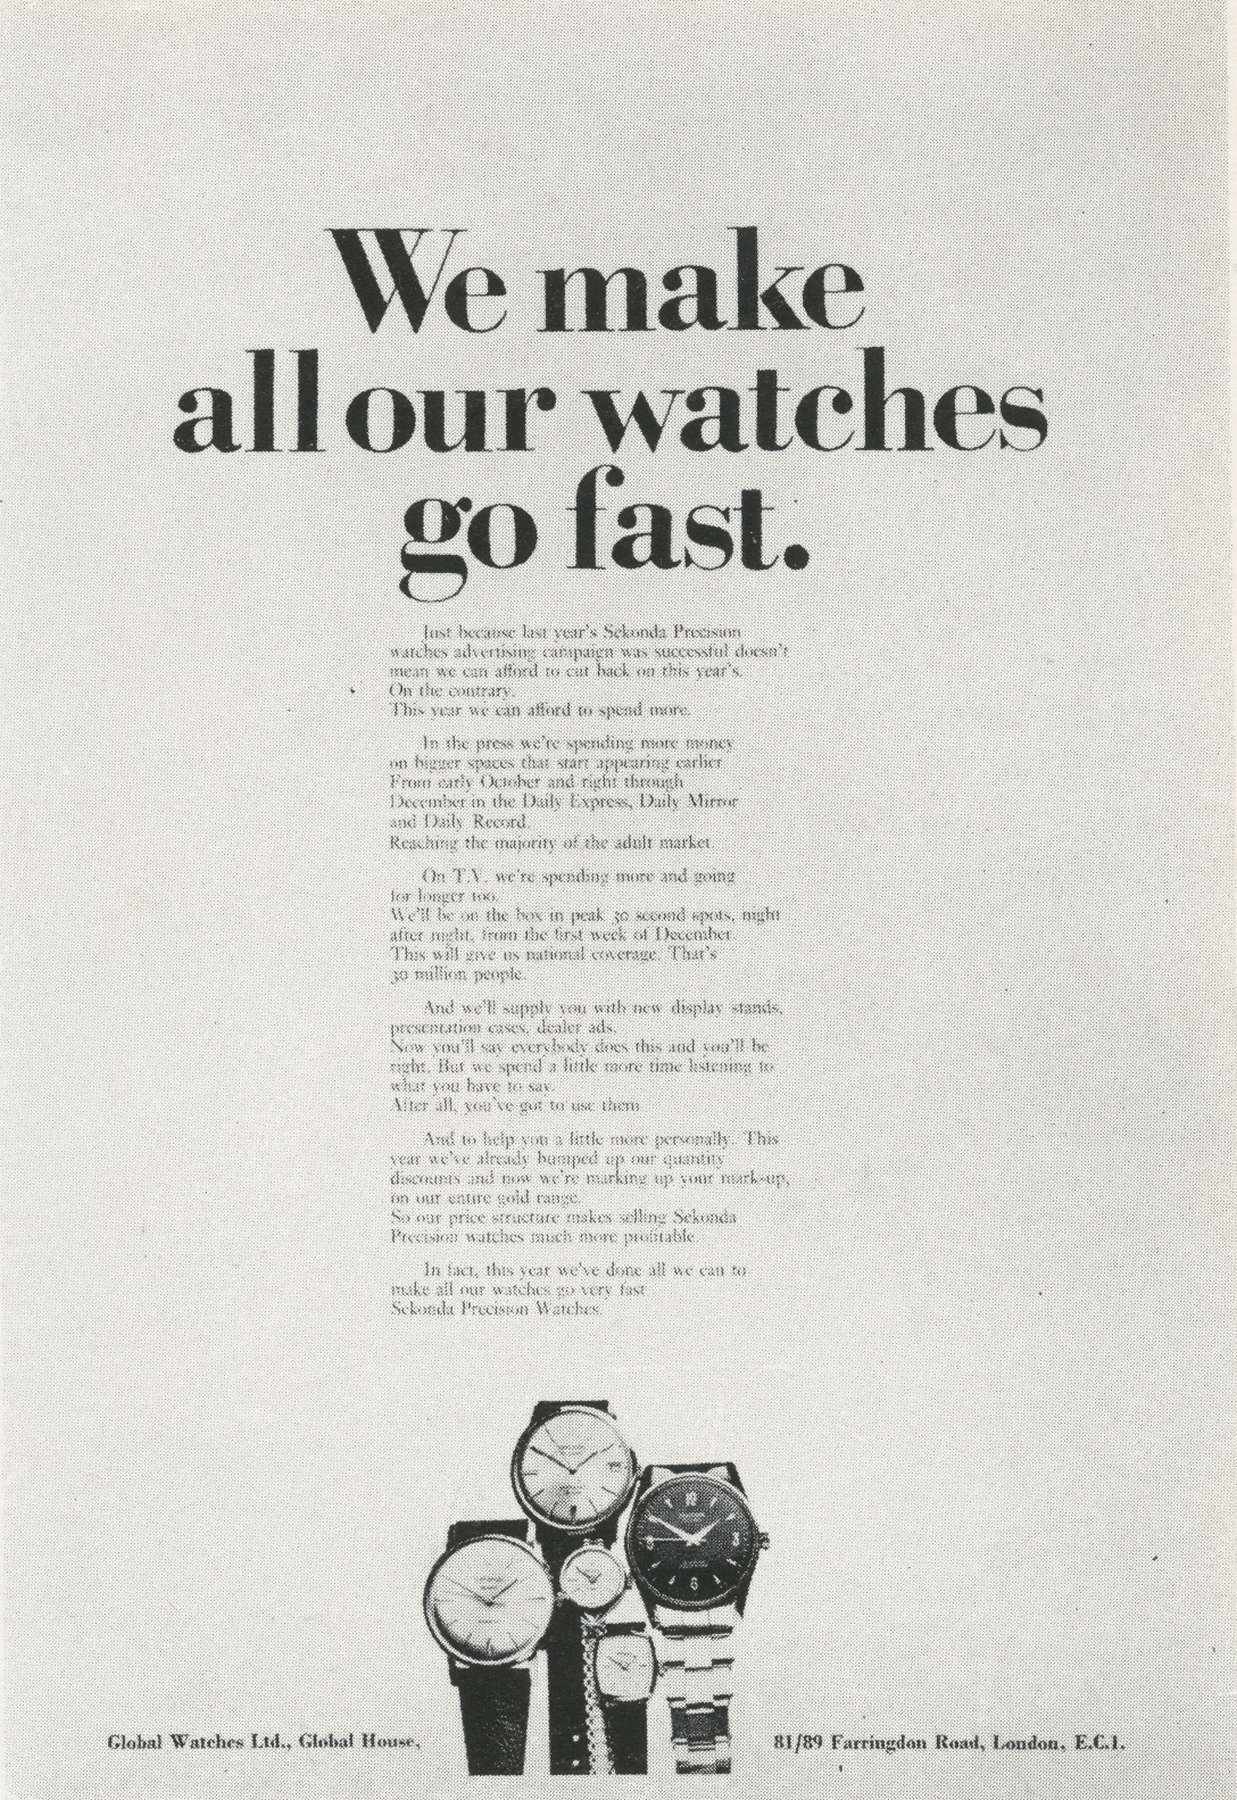 We make
all our watches
go fast.
Just because last year's Sekonda Precision
watches advertising campaign was successful doesn't
mean we can afford to cut back on this year's.
On the contrary.
This year we can afford to spend more.
In the press we're spending more money
on bigger spaces that start appearing earlier
From early October and right through
December in the Daily Express, Daily Mirror
and Daily Record.
Reaching the majority of the adult market.
On T.V. we're spending more and going
for longer too.
We'll be on the box in peak 30 second spots, night
after night, from the first week of December.
This will give us national coverage. That's
30 million people.
And we'll supply you with new display stands,
presentation cases, dealer ads.
Now you'll say everybody does this and you'll be
right. But we spend a little more time listening to
what you have to say.
After all, you've got to use them
And to help you a little more personally. This
year we've already bumped up our quantity
discounts and now we're marking up your mark-up,
on our entire gold range.
So our price structure makes selling Sekonda
Precision watches much more profitable.
In fact, this year we've done all we can to
make all our watches go very fast
Sekonda Precision Watches.
12
3
6
9
Global Watches Ltd., Global House,
81/89 Farringdon Road, London, E.C.1.